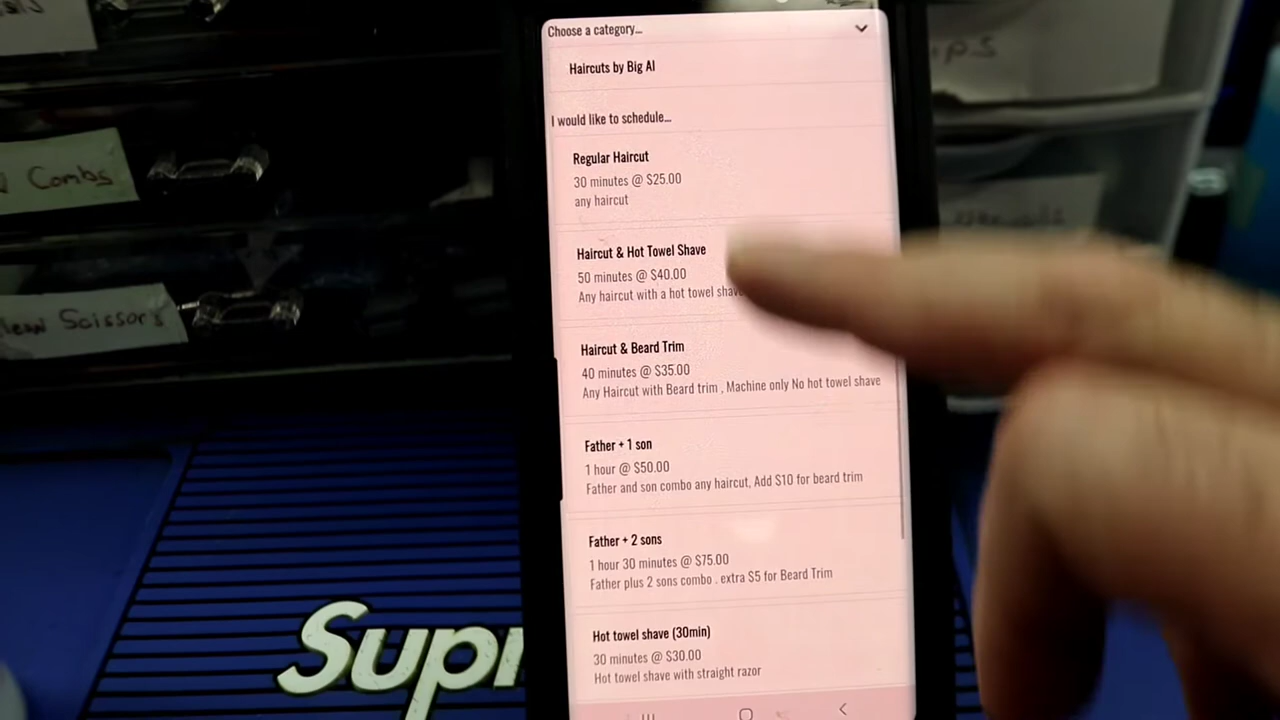 Choose a category...
Haircuts by Big Al
I would like to schedule...
Regular Haircut
30 minutes @ $25.00
any haircut
Haircut & Hot Towel Shave
50 minutes @ $40.00
Any haircut with a hot towel shave
Haircut & Beard Trim
40 minutes @ $35.00
Any Haircut with Beard trim , Machine only No hot towel shave
Father + 1 son
1 hour @ $50.00
Father and son combo any haircut, Add $10 for beard trim
Father + 2 sons
1 hour 30 minutes @ $75.00
Father plus 2 sons combo . extra $5 for Beard Trim
Hot towel shave (30min)
30 minutes @ $30.00
Hot towel shave with straight razor
Combs
Scissors
Supr